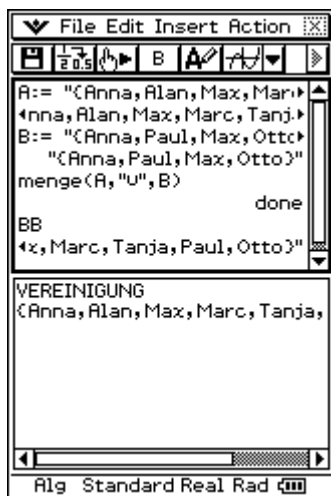 File Edit Insert Action
B
A:= "{Anna,Alan,Max,Mar
nna,Alan,Max,Marc,Tanj.
B:= "{Anna,Paul,Max,Otto
"{Anna,Paul,Max,Otto}"
menge(A,"U",B)
done
BB
x,Marc,Tanja,Paul,Otto}"
VEREINIGUNG
{Anna,Alan,Max,Marc,Tanja,
Alg Standard Real Rad